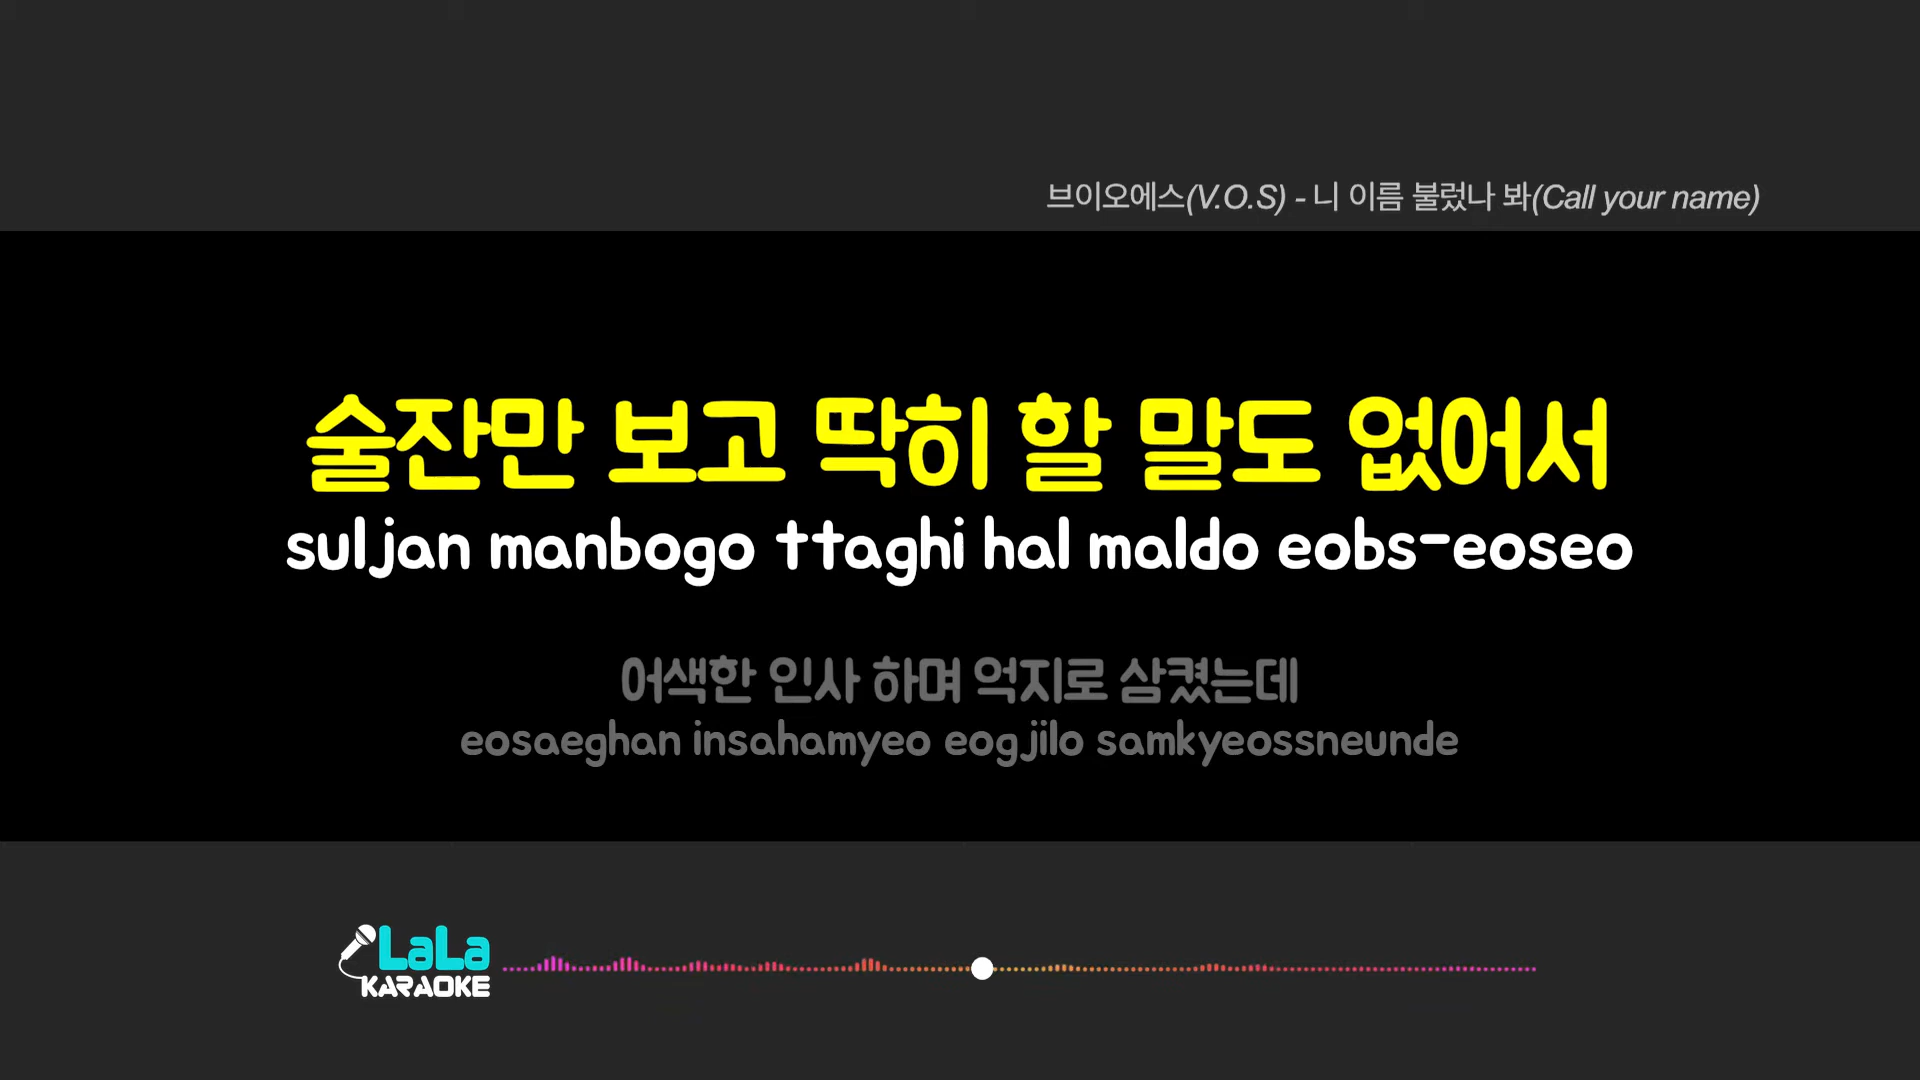 브이오에스(V.O.S) - 니 이름 불렀나 봐(Call your name)
술잔만 보고 딱히 할 말도 없어서
suljan manbogo ttaghi hal maldo eobs-eoseo
어색한 인사 하며 억지로 삼켰는데
eosaeghan insahamyeo eogjilo samkyeossneunde
LaLa
KARAOKE